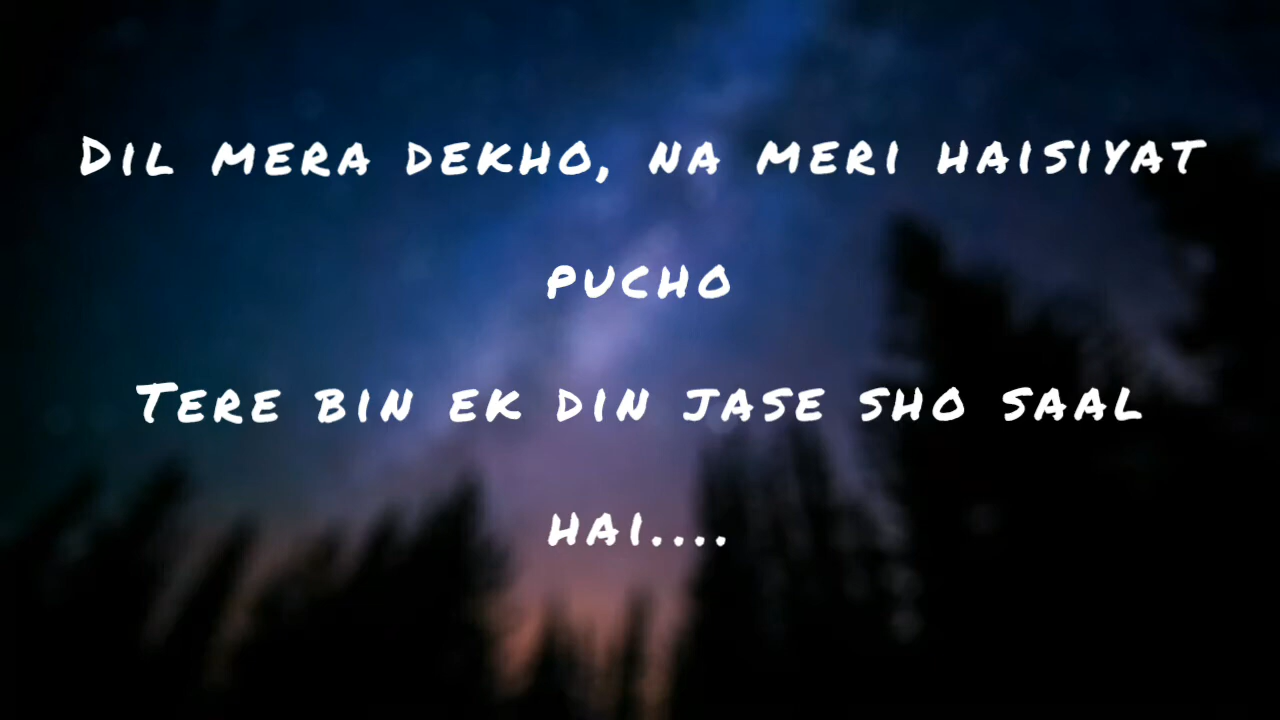 Dil mera dekho, na meri haisiyat
pucho
Tere bin ek din jase sho saal
hai....